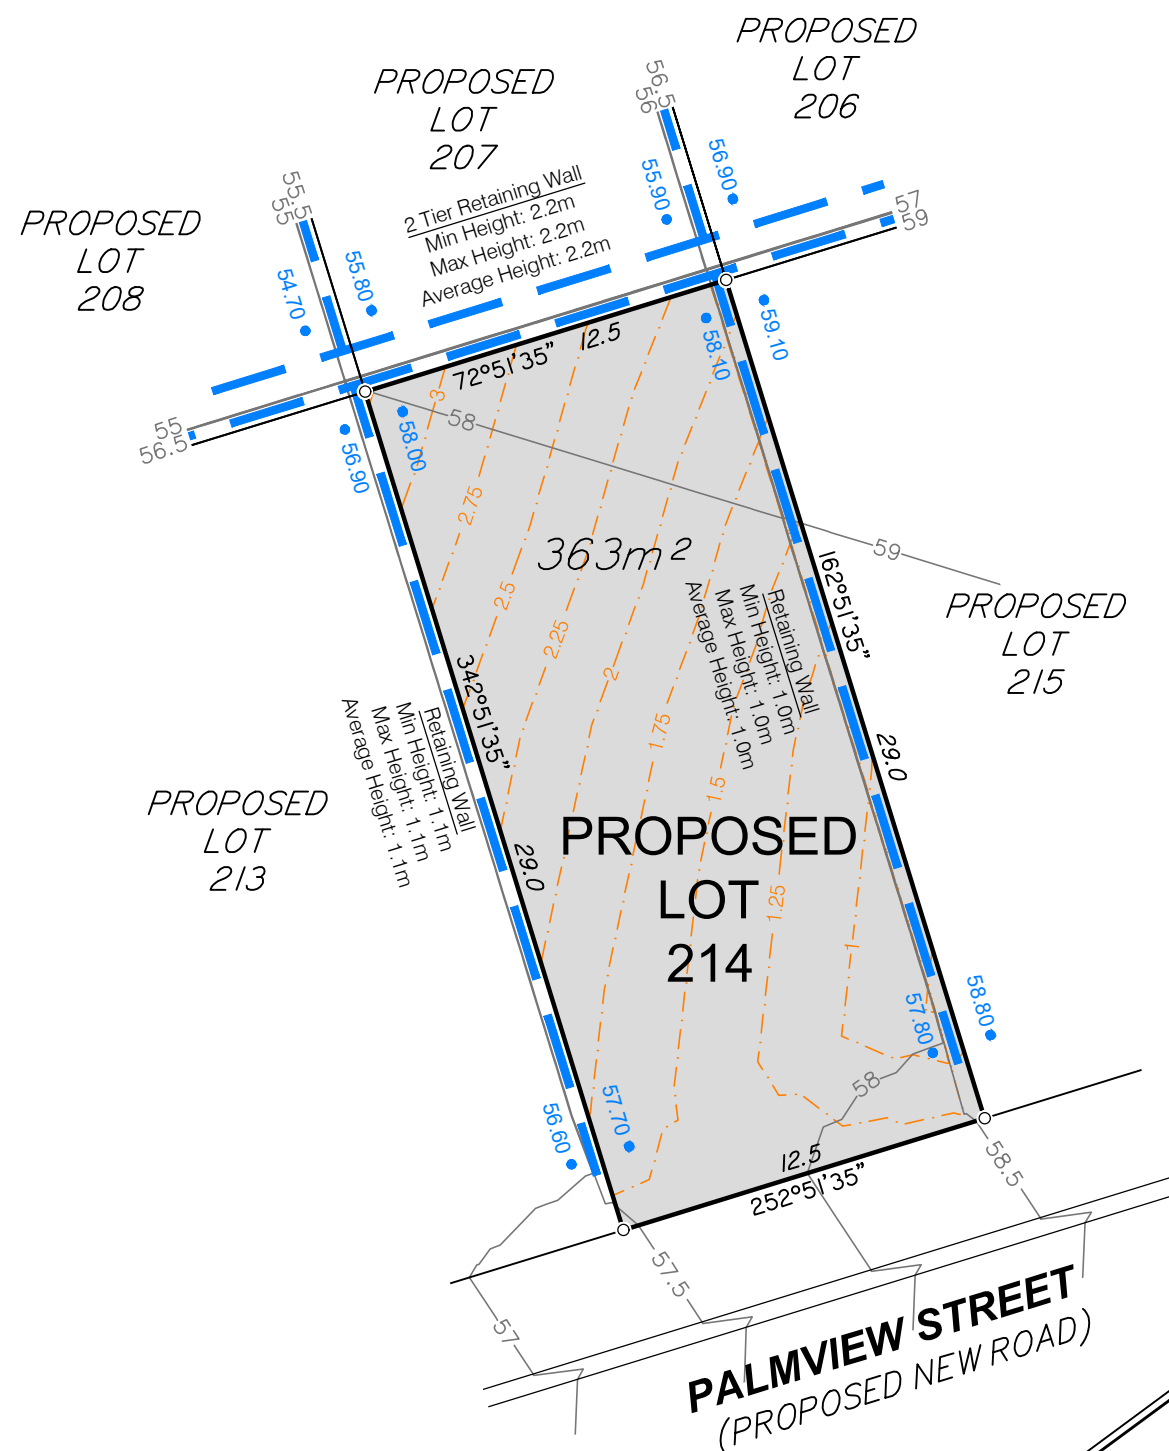 PROPOSED
LOT
206
PROPOSED
LOT
207
PROPOSED
LOT
208
56.5
56
55.90
56.90
57
59
55.5
55
54.70
55.80
2 Tier Retaining Wall
Min Height: 2.2m
Max Height: 2.2m
Average Height: 2.2m
55
56.5
12.5
72°51'35"
58.10
59.10
56.90
58.00
58
59
3
2.75
2.5
2.25
2
1.75
1.5
1.25
1
363m²
162°51'35"
29.0
Retaining Wall
Min Height: 1.0m
Max Height: 1.0m
Average Height: 1.0m
PROPOSED
LOT
215
342°51'35"
29.0
Retaining Wall
Min Height: 1.1m
Max Height: 1.1m
Average Height: 1.1m
PROPOSED
LOT
213
PROPOSED
LOT
214
57.80
58.80
58
56.60
57.70
12.5
252°51'35"
58.5
57.5
57
PALMVIEW STREET
(PROPOSED NEW ROAD)